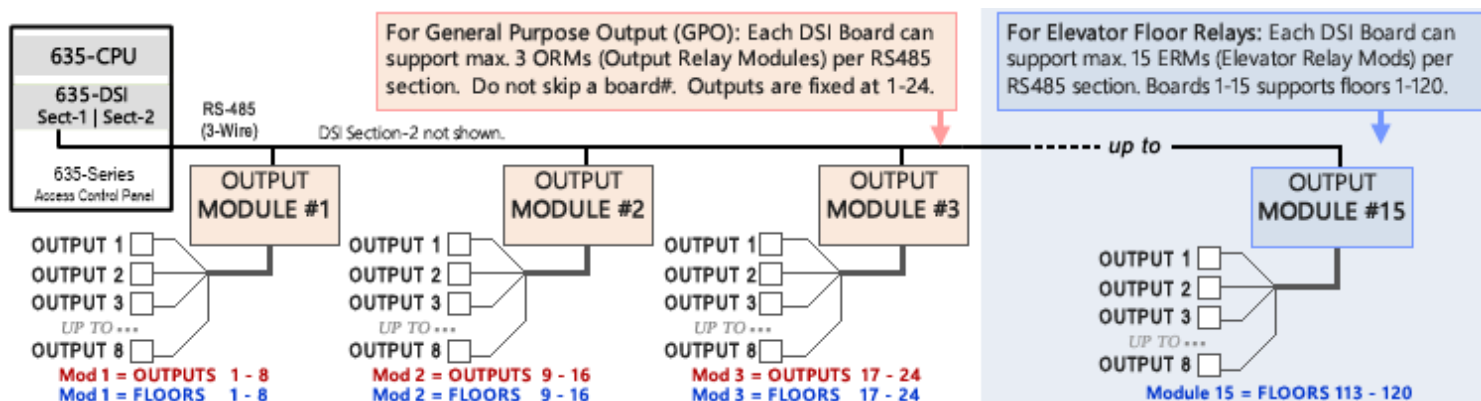 635-CPU
635-DSI
Sect-1 | Sect-2
635-Series
Access Control Panel
RS-485
(3-Wire)
DSI Section-2 not shown.
For General Purpose Output (GPO): Each DSI Board can
support max. 3 ORMs (Output Relay Modules) per RS485
section. Do not skip a board#. Outputs are fixed at 1-24.
For Elevator Floor Relays: Each DSI Board can
support max. 15 ERMs (Elevator Relay Mods) per
RS485 section. Boards 1-15 supports floors 1-120.
up to
OUTPUT
MODULE #1
OUTPUT 1
OUTPUT 2
OUTPUT 3
UP TO •••
OUTPUT 8
Mod 1 = OUTPUTS 1 - 8
Mod 1 = FLOORS 1 - 8
OUTPUT
MODULE #2
OUTPUT 1
OUTPUT 2
OUTPUT 3
UP TO •••
OUTPUT 8
Mod 2 = OUTPUTS 9 - 16
Mod 2 = FLOORS 9 - 16
OUTPUT
MODULE #3
OUTPUT 1
OUTPUT 2
OUTPUT 3
UP TO •••
OUTPUT 8
Mod 3 = OUTPUTS 17 - 24
Mod 3 = FLOORS 17 - 24
OUTPUT
MODULE #15
OUTPUT 1
OUTPUT 2
OUTPUT 3
UP TO •••
OUTPUT 8
Module 15 = FLOORS 113 - 120